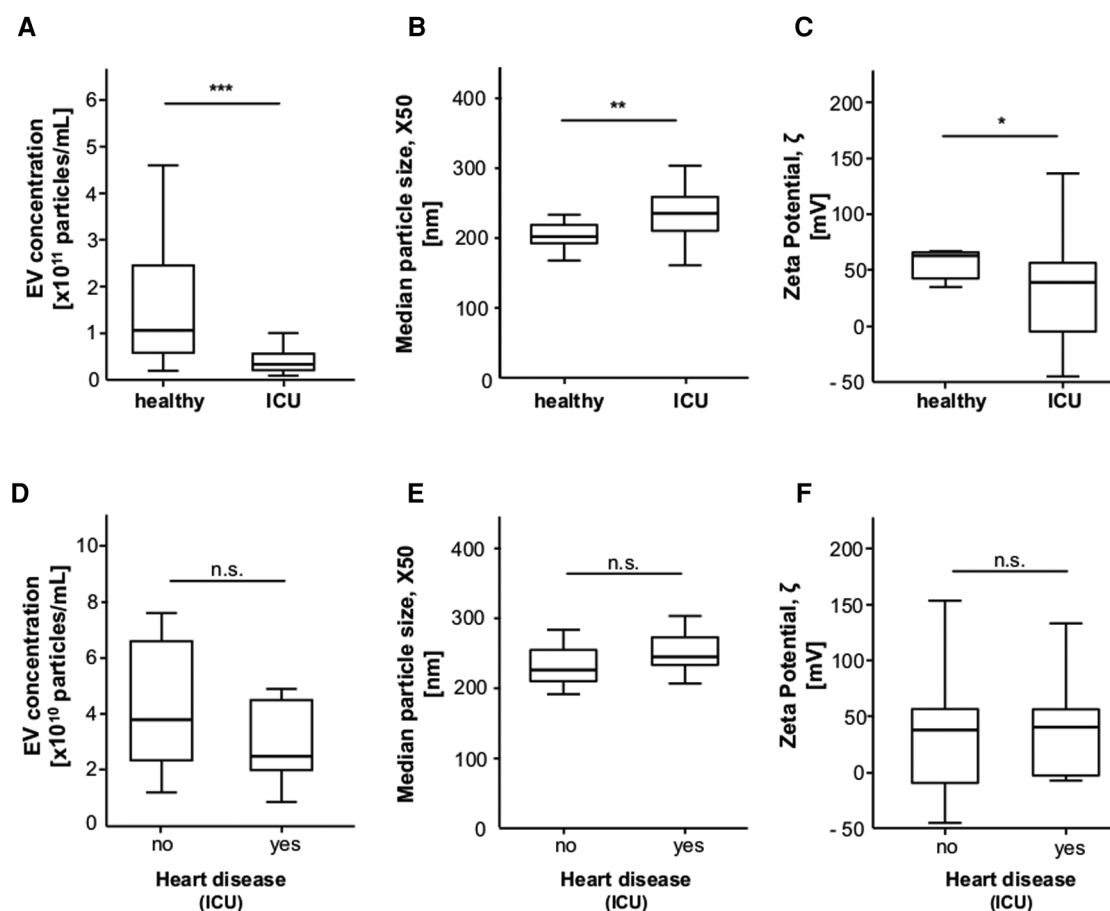 A
EV concentration
[x10¹¹ particles/mL]
6
5
4
3
2
1
0
***
healthy ICU
B
Median particle size, X50
[nm]
400
300
200
100
0
**
healthy ICU
C
Zeta Potential, ζ
[mV]
200
150
100
50
0
- 50
*
healthy ICU
D
EV concentration
[x10¹⁰ particles/mL]
10
8
6
4
2
0
n.s.
no yes
Heart disease
(ICU)
E
Median particle size, X50
[nm]
400
300
200
100
0
n.s.
no yes
Heart disease
(ICU)
F
Zeta Potential, ζ
[mV]
200
150
100
50
0
- 50
n.s.
no yes
Heart disease
(ICU)